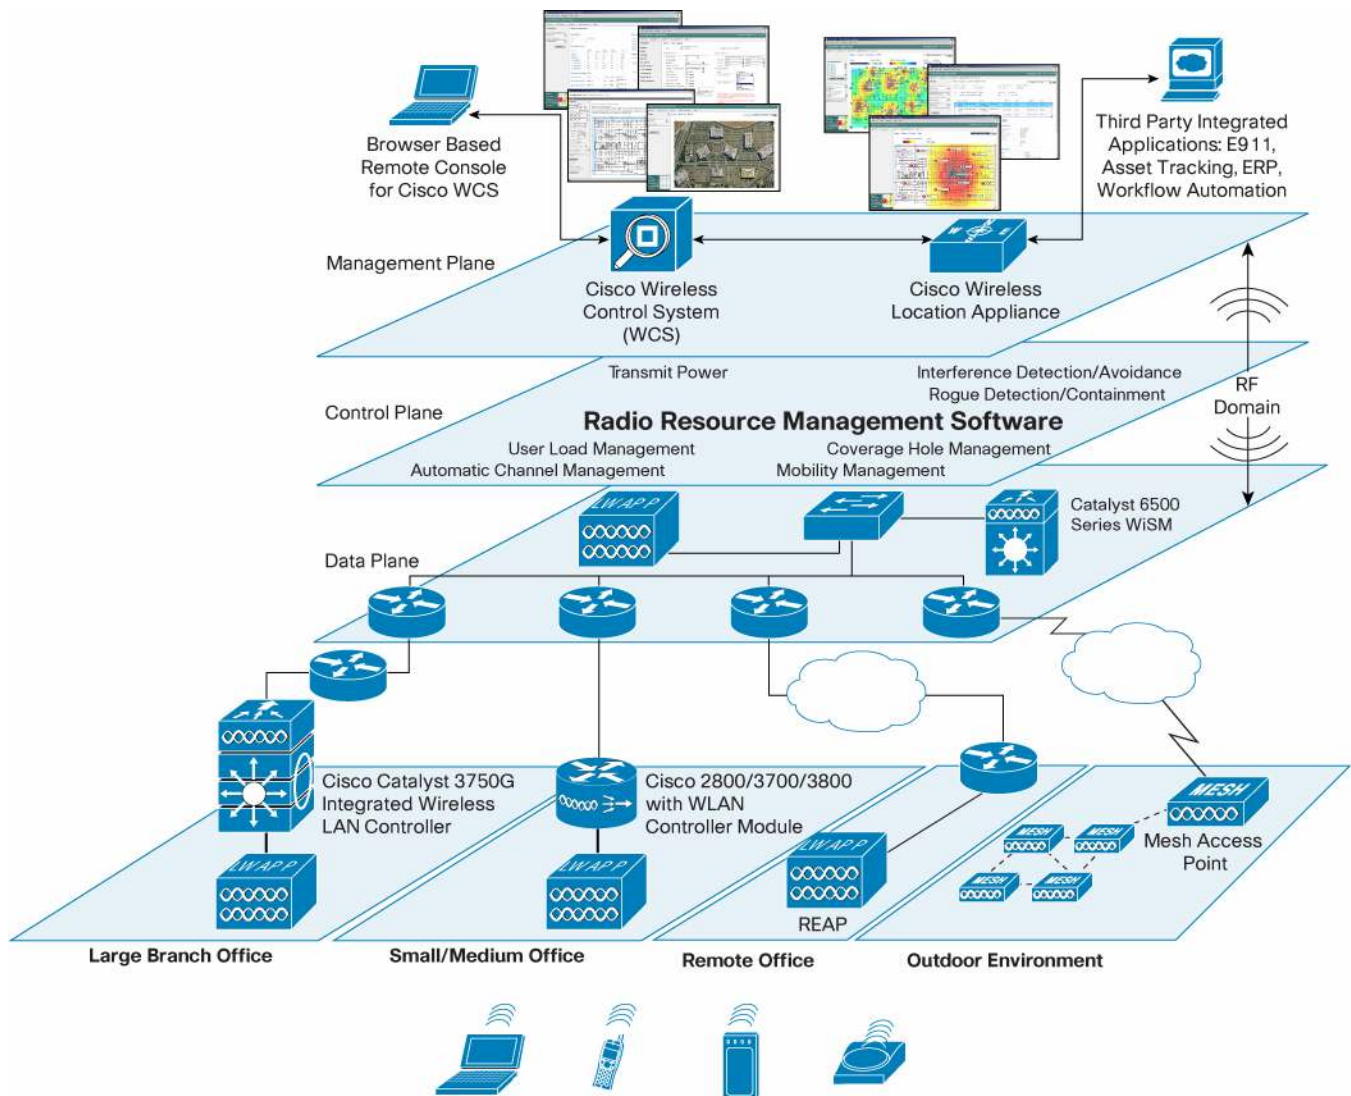 Browser Based
Remote Console
for Cisco WCS
Third Party Integrated
Applications: E911,
Asset Tracking, ERP,
Workflow Automation
Management Plane
Cisco Wireless
Control System
(WCS)
Cisco Wireless
Location Appliance
Transmit Power
Interference Detection/Avoidance
Rogue Detection/Containment
RF
Domain
Control Plane
Radio Resource Management Software
User Load Management
Coverage Hole Management
Automatic Channel Management
Mobility Management
LWAPP
Catalyst 6500
Series WiSM
Data Plane
Cisco Catalyst 3750G
Integrated Wireless
LAN Controller
Cisco 2800/3700/3800
with WLAN
Controller Module
MESH
MESH
MESH
MESH
MESH
Mesh Access
Point
LWAPP
LWAPP
LWAPP
REAP
Large Branch Office
Small/Medium Office
Remote Office
Outdoor Environment